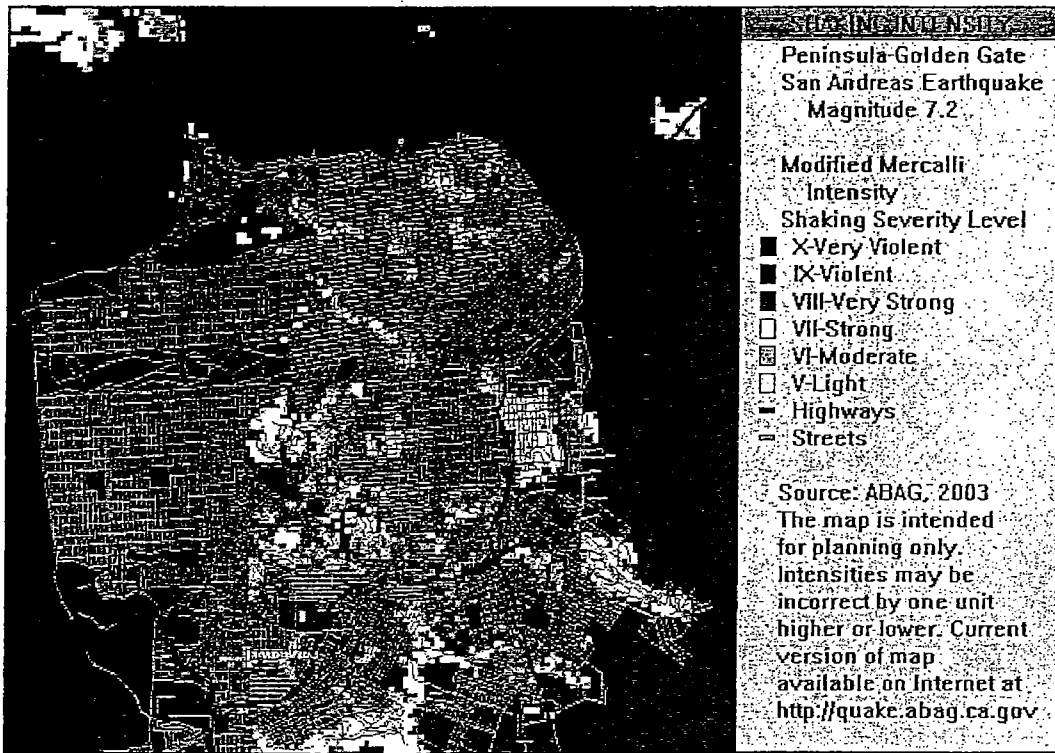 SHAKING INTENSITY
Peninsula-Golden Gate
San Andreas Earthquake
Magnitude 7.2
Modified Mercalli
Intensity
Shaking Severity Level
X-Very Violent
IX-Violent
VIII-Very Strong
VII-Strong
VI-Moderate
V-Light
Highways
Streets
Source: ABAG, 2003
The map is intended
for planning only.
Intensities may be
incorrect by one unit
higher or lower. Current
version of map
available on Internet at
http://quake.abag.ca.gov